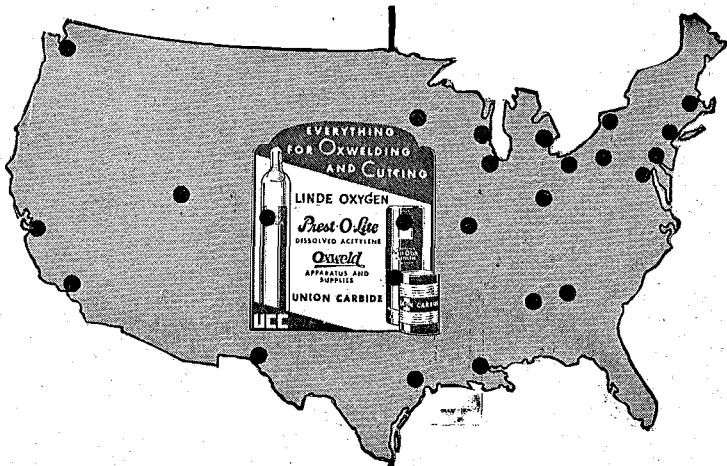 EVERYTHING
FOR OXWELDING
AND CUTTING
LINDE OXYGEN
Prest-O-Lite
DISSOLVED ACETYLENE
Oxweld
APPARATUS AND
SUPPLIES
UNION CARBIDE
UCC